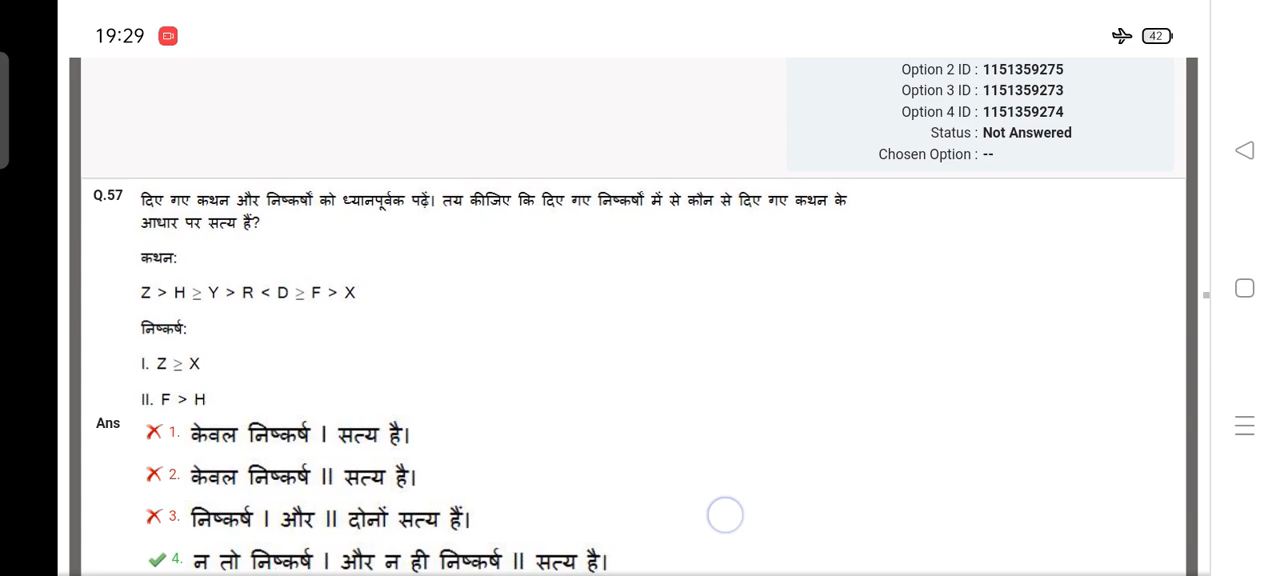 19:29
42
Option 2 ID : 1151359275
Option 3 ID : 1151359273
Option 4 ID : 1151359274
Status : Not Answered
Chosen Option : --
Q.57 दिए गए कथन और निष्कर्षों को ध्यानपूर्वक पढ़ें। तय कीजिए कि दिए गए निष्कर्षों में से कौन से दिए गए कथन के
आधार पर सत्य हैं?
कथन:
Z > H ≥ Y > R < D ≥ F > X
निष्कर्ष:
I. Z ≥ X
II. F > H
Ans
1. केवल निष्कर्ष I सत्य है।
2. केवल निष्कर्ष II सत्य है।
3. निष्कर्ष I और II दोनों सत्य हैं।
4. न तो निष्कर्ष I और न ही निष्कर्ष II सत्य है।